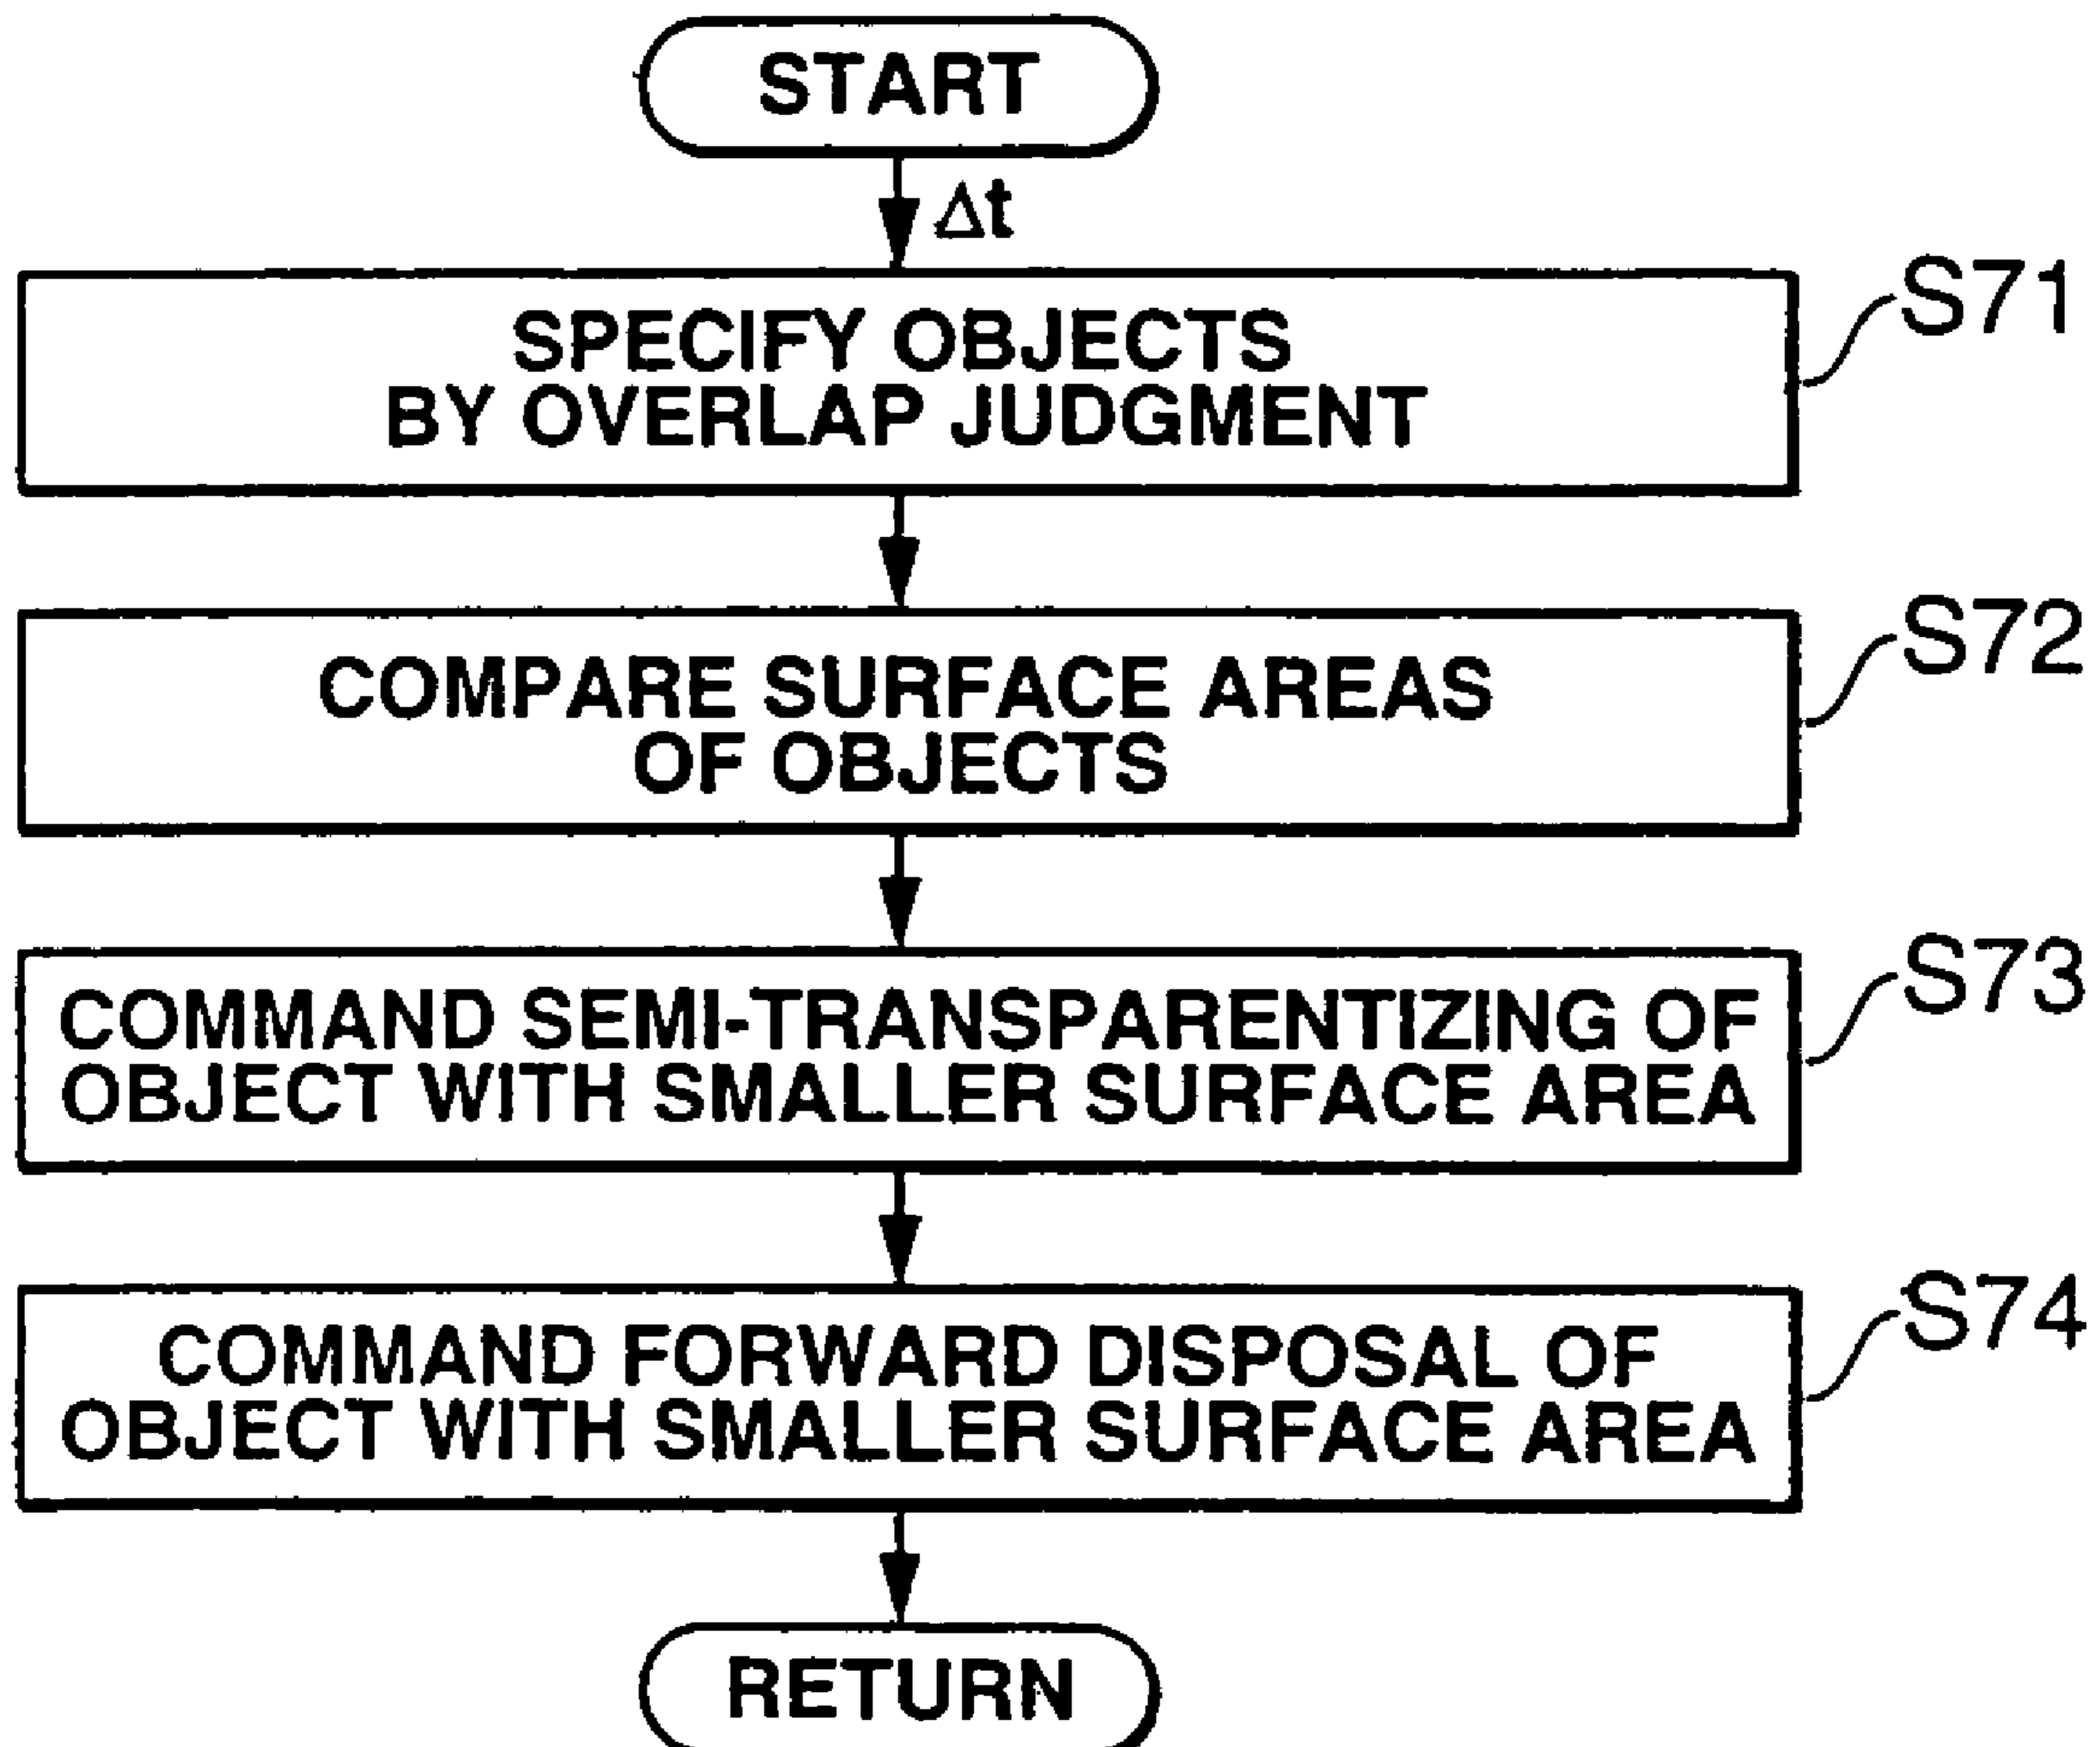 START
Δt
SPECIFY OBJECTS
BY OVERLAP JUDGMENT
S71
COMPARE SURFACE AREAS
OF OBJECTS
S72
COMMAND SEMI-TRANSPARENTIZING OF
OBJECT WITH SMALLER SURFACE AREA
S73
COMMAND FORWARD DISPOSAL OF
OBJECT WITH SMALLER SURFACE AREA
S74
RETURN